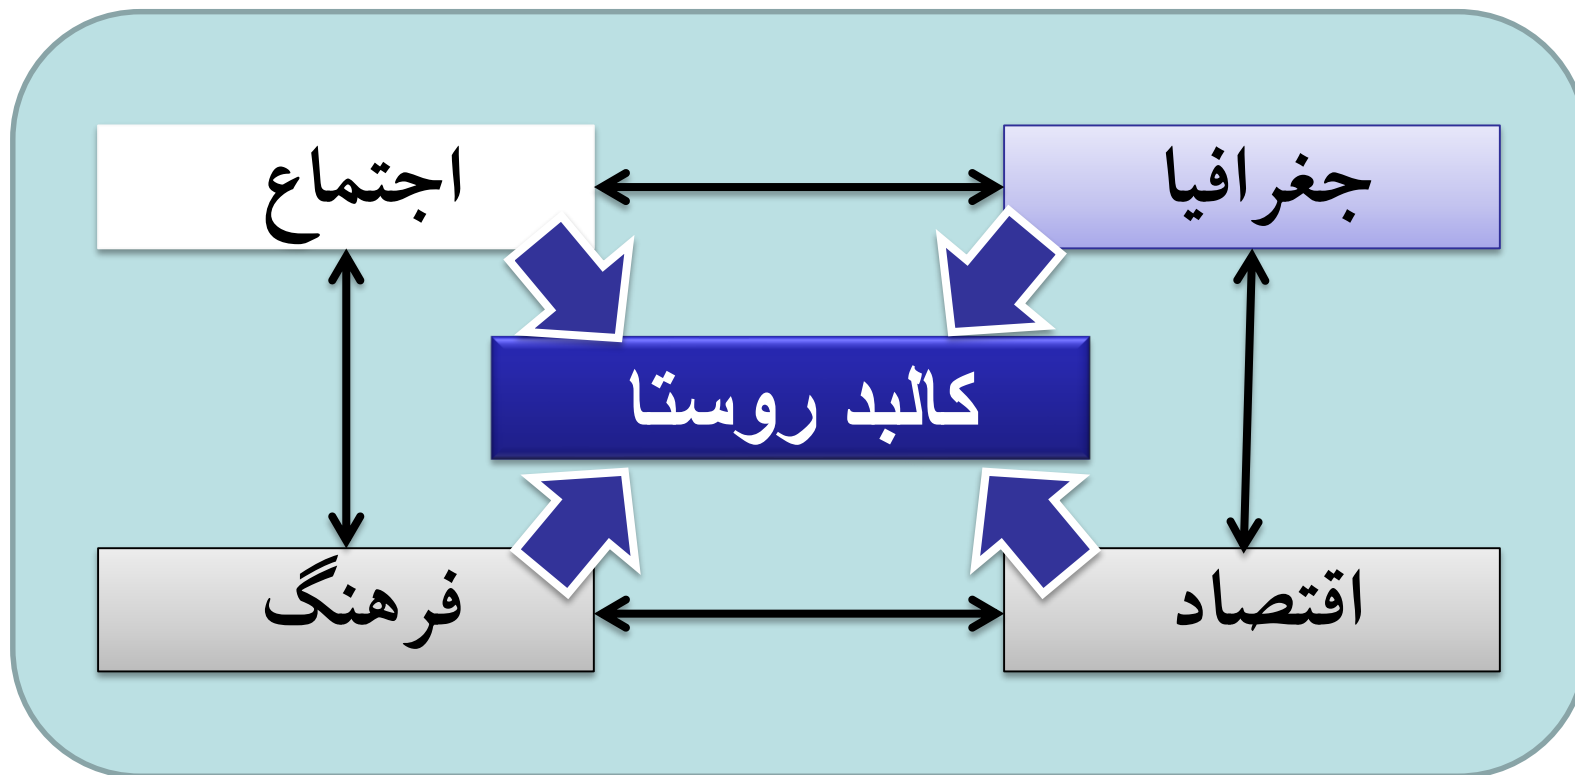 جغرافیا
اجتماع
کالبد روستا
اقتصاد
فرهنگ